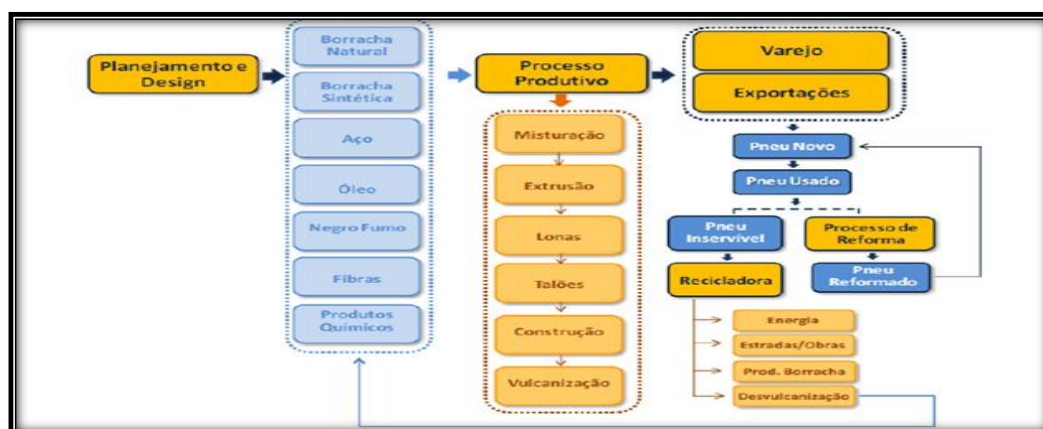 Planejamento e
Design
Borracha
Natural
Borracha
Sintética
Aço
Óleo
Negro Fumo
Fibras
Produtos
Químicos
Processo
Produtivo
Misturação
Extrusão
Lonas
Talões
Construção
Vulcanização
Varejo
Exportações
Pneu Novo
Pneu Usado
Pneu
Inservível
Processo de
Reforma
Recicladora
Pneu
Reformado
Energia
Estradas/Obras
Prod. Borracha
Desvulcanização